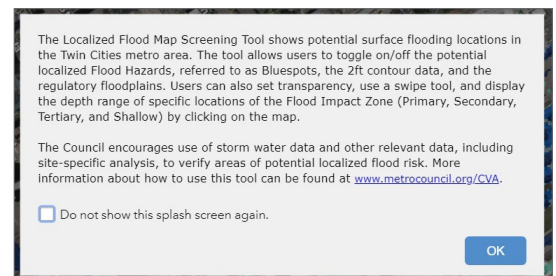 The Localized Flood Map Screening Tool shows potential surface flooding locations in
the Twin Cities metro area. The tool allows users to toggle on/off the potential
localized Flood Hazards, referred to as Bluespots, the 2ft contour data, and the
regulatory floodplains. Users can also set transparency, use a swipe tool, and display
the depth range of specific locations of the Flood Impact Zone (Primary, Secondary,
Tertiary, and Shallow) by clicking on the map.
The Council encourages use of storm water data and other relevant data, including
site-specific analysis, to verify areas of potential localized flood risk. More
information about how to use this tool can be found at www.metrocouncil.org/CVA.
Do not show this splash screen again.
OK